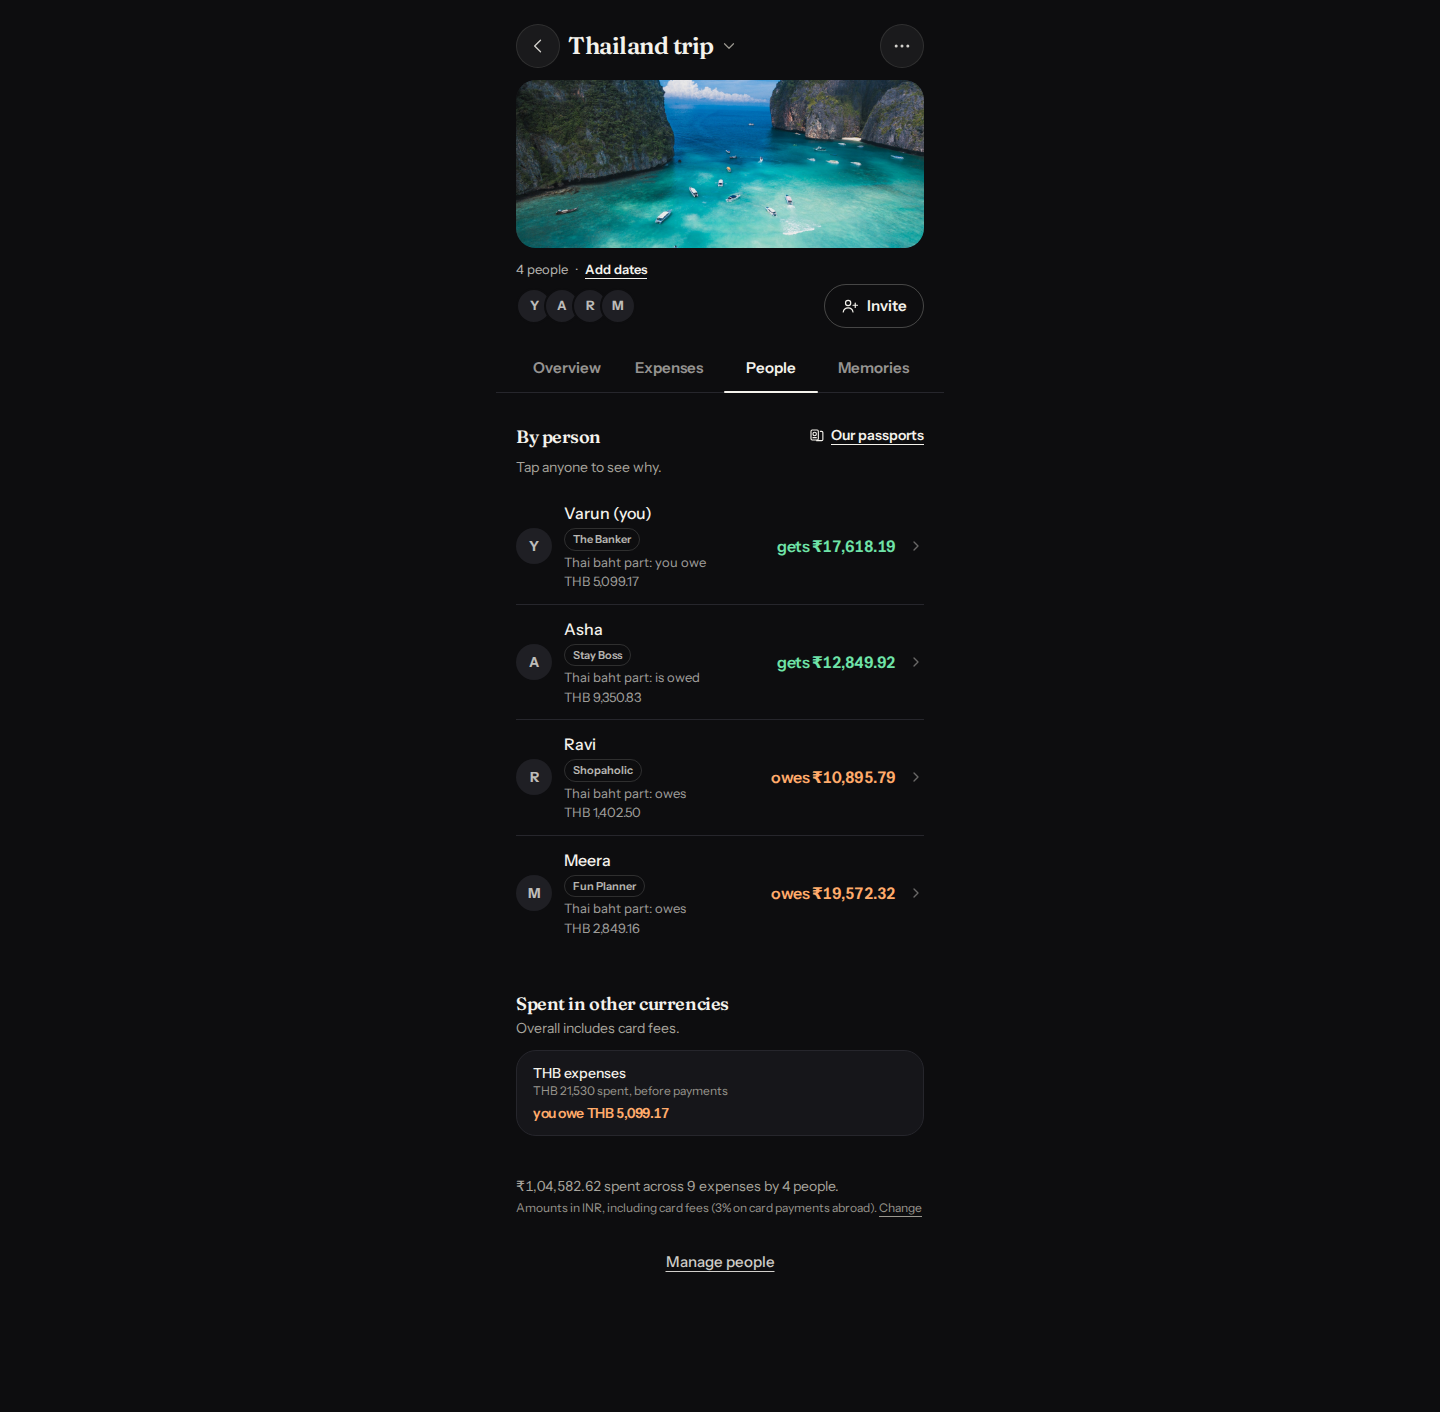 Thailand trip
4 people · Add dates
Y A R M
Invite
Overview Expenses People Memories
By person
Our passports
Tap anyone to see why.
Varun (you)
Y
The Banker
gets ₹17,618.19
Thai baht part: you owe
THB 5,099.17
Asha
A
Stay Boss
gets ₹12,849.92
Thai baht part: is owed
THB 9,350.83
Ravi
R
Shopaholic
owes ₹10,895.79
Thai baht part: owes
THB 1,402.50
Meera
M
Fun Planner
owes ₹19,572.32
Thai baht part: owes
THB 2,849.16
Spent in other currencies
Overall includes card fees.
THB expenses
THB 21,530 spent, before payments
you owe THB 5,099.17
₹1,04,582.62 spent across 9 expenses by 4 people.
Amounts in INR, including card fees (3% on card payments abroad). Change
Manage people